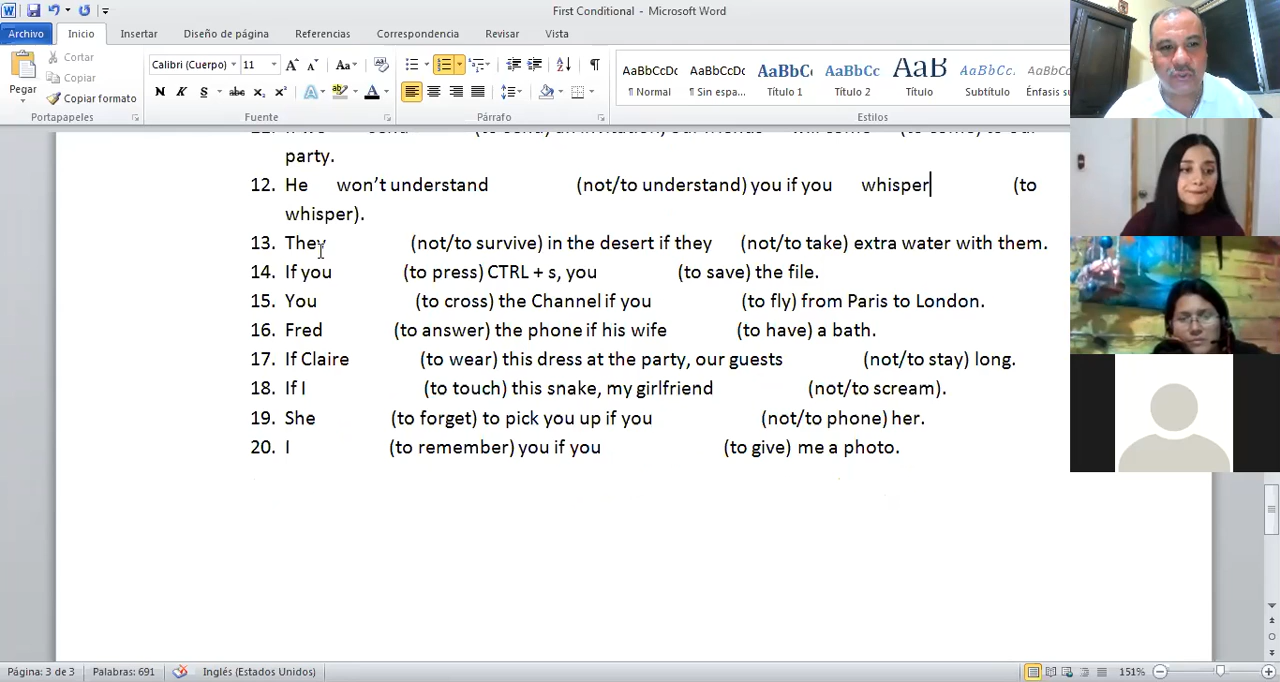 First Conditional - Microsoft Word
Archivo Inicio Insertar Diseño de página Referencias Correspondencia Revisar Vista
Pegar
Cortar
Copiar
Copiar formato
Portapapeles
Calibri (Cuerpo) 11
Fuente
Párrafo
AaBbCcDc AaBbCcDc AaBbC AaBbCc AaB AaBbCc. AaBbCcD
¶ Normal ¶ Sin espa... Título 1 Título 2 Título Subtítulo Énfasis
Estilos
party.
12. He won't understand (not/to understand) you if you whisper (to
whisper).
13. They (not/to survive) in the desert if they (not/to take) extra water with them.
14. If you (to press) CTRL + s, you (to save) the file.
15. You (to cross) the Channel if you (to fly) from Paris to London.
16. Fred (to answer) the phone if his wife (to have) a bath.
17. If Claire (to wear) this dress at the party, our guests (not/to stay) long.
18. If I (to touch) this snake, my girlfriend (not/to scream).
19. She (to forget) to pick you up if you (not/to phone) her.
20. I (to remember) you if you (to give) me a photo.
Página: 3 de 3 Palabras: 691 Inglés (Estados Unidos) 151%